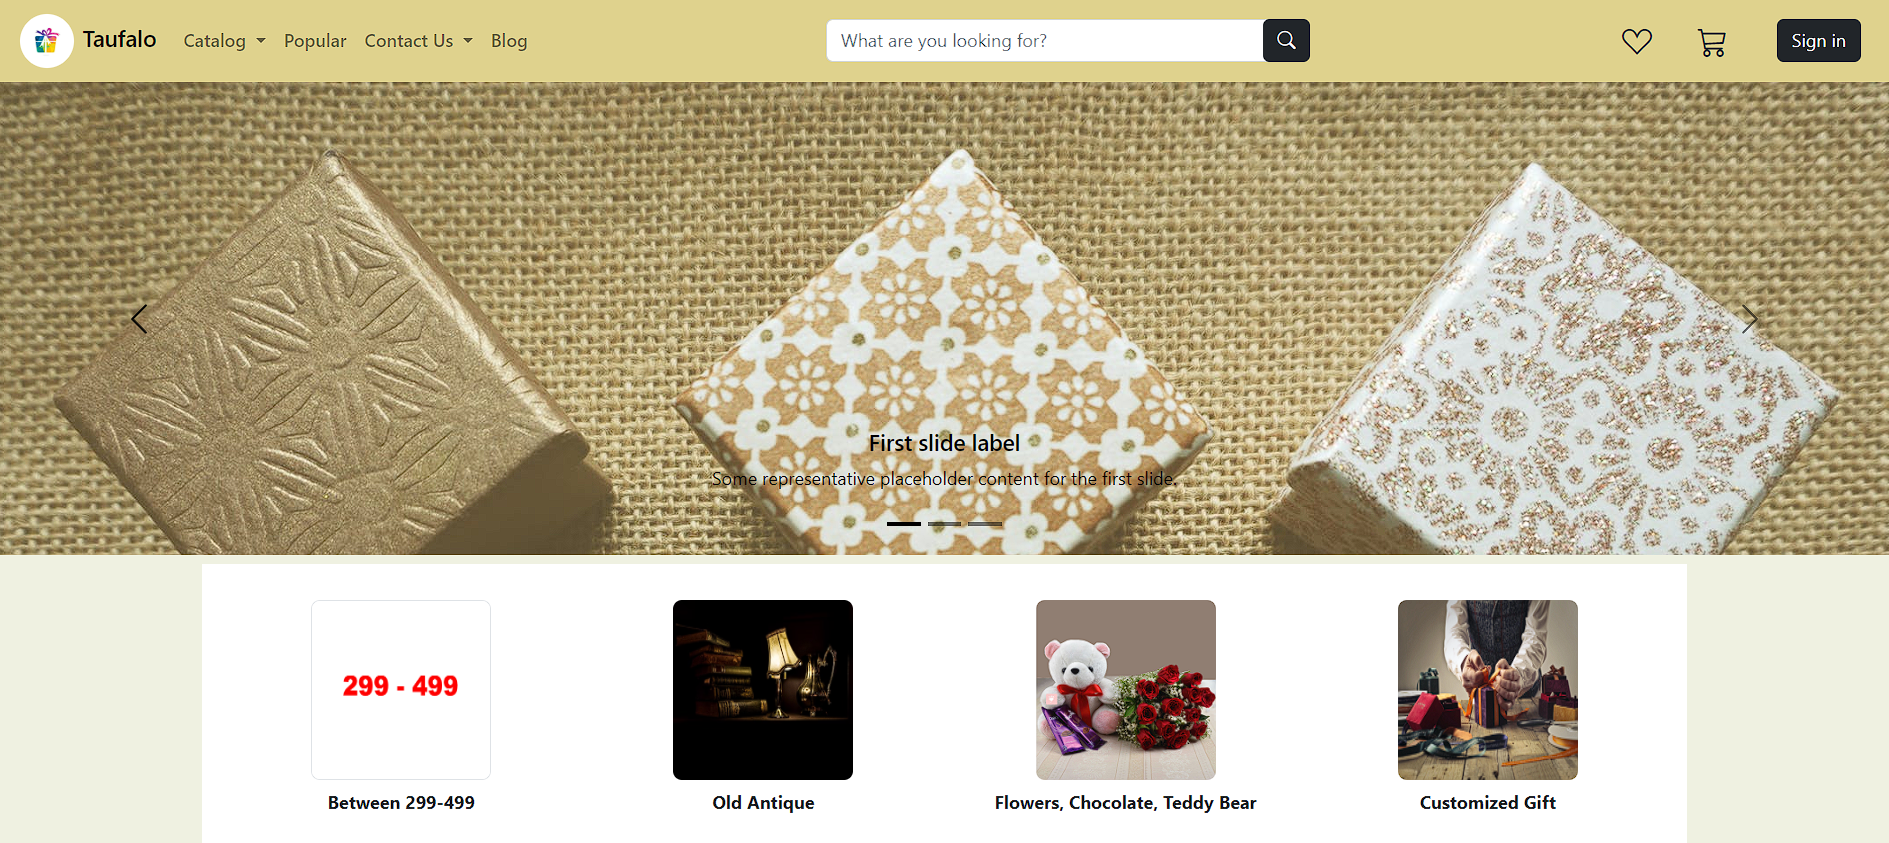 Taufalo
Catalog
Popular
Contact Us
Blog
What are you looking for?
Sign in
First slide label
Some representative placeholder content for the first slide.
299 - 499
Between 299-499
Old Antique
Flowers, Chocolate, Teddy Bear
Customized Gift